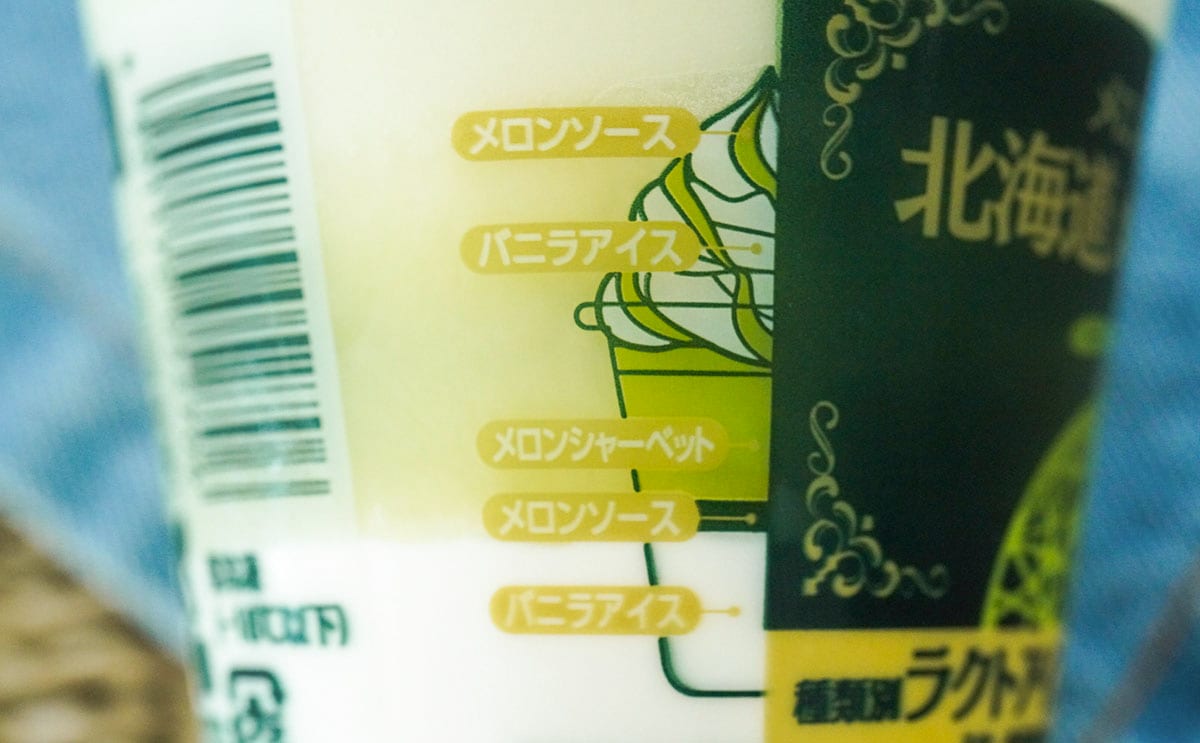 メロンソース
バニラアイス
メロンシャーベット
メロンソース
バニラアイス
北海道
種類別ラクトア